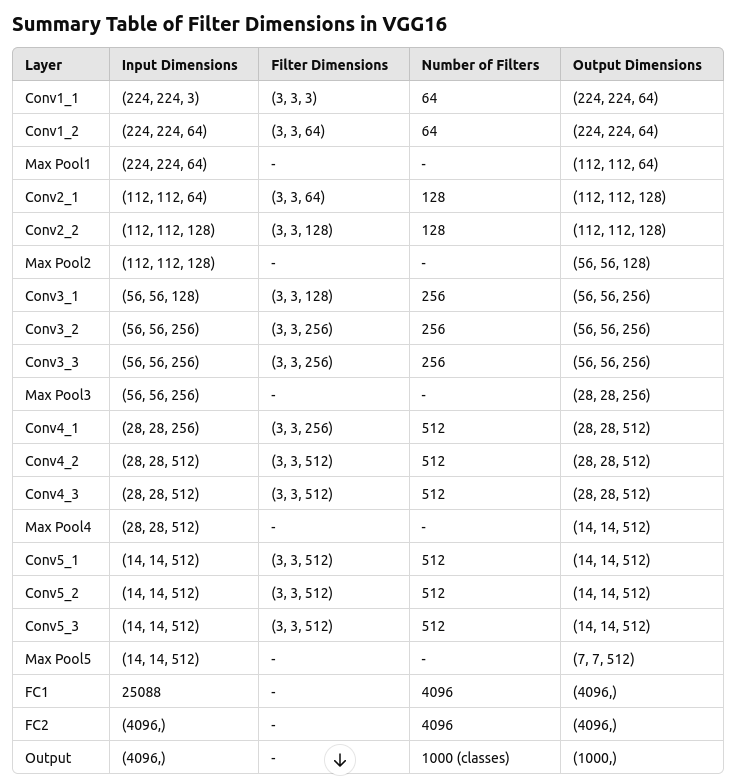 Summary Table of Filter Dimensions in VGG16
Layer Input Dimensions Filter Dimensions Number of Filters Output Dimensions
Conv1_1 (224, 224, 3) (3, 3, 3) 64 (224, 224, 64)
Conv1_2 (224, 224, 64) (3, 3, 64) 64 (224, 224, 64)
Max Pool1 (224, 224, 64) - - (112, 112, 64)
Conv2_1 (112, 112, 64) (3, 3, 64) 128 (112, 112, 128)
Conv2_2 (112, 112, 128) (3, 3, 128) 128 (112, 112, 128)
Max Pool2 (112, 112, 128) - - (56, 56, 128)
Conv3_1 (56, 56, 128) (3, 3, 128) 256 (56, 56, 256)
Conv3_2 (56, 56, 256) (3, 3, 256) 256 (56, 56, 256)
Conv3_3 (56, 56, 256) (3, 3, 256) 256 (56, 56, 256)
Max Pool3 (56, 56, 256) - - (28, 28, 256)
Conv4_1 (28, 28, 256) (3, 3, 256) 512 (28, 28, 512)
Conv4_2 (28, 28, 512) (3, 3, 512) 512 (28, 28, 512)
Conv4_3 (28, 28, 512) (3, 3, 512) 512 (28, 28, 512)
Max Pool4 (28, 28, 512) - - (14, 14, 512)
Conv5_1 (14, 14, 512) (3, 3, 512) 512 (14, 14, 512)
Conv5_2 (14, 14, 512) (3, 3, 512) 512 (14, 14, 512)
Conv5_3 (14, 14, 512) (3, 3, 512) 512 (14, 14, 512)
Max Pool5 (14, 14, 512) - - (7, 7, 512)
FC1 25088 - 4096 (4096,)
FC2 (4096,) - 4096 (4096,)
Output (4096,) - 1000 (classes) (1000,)